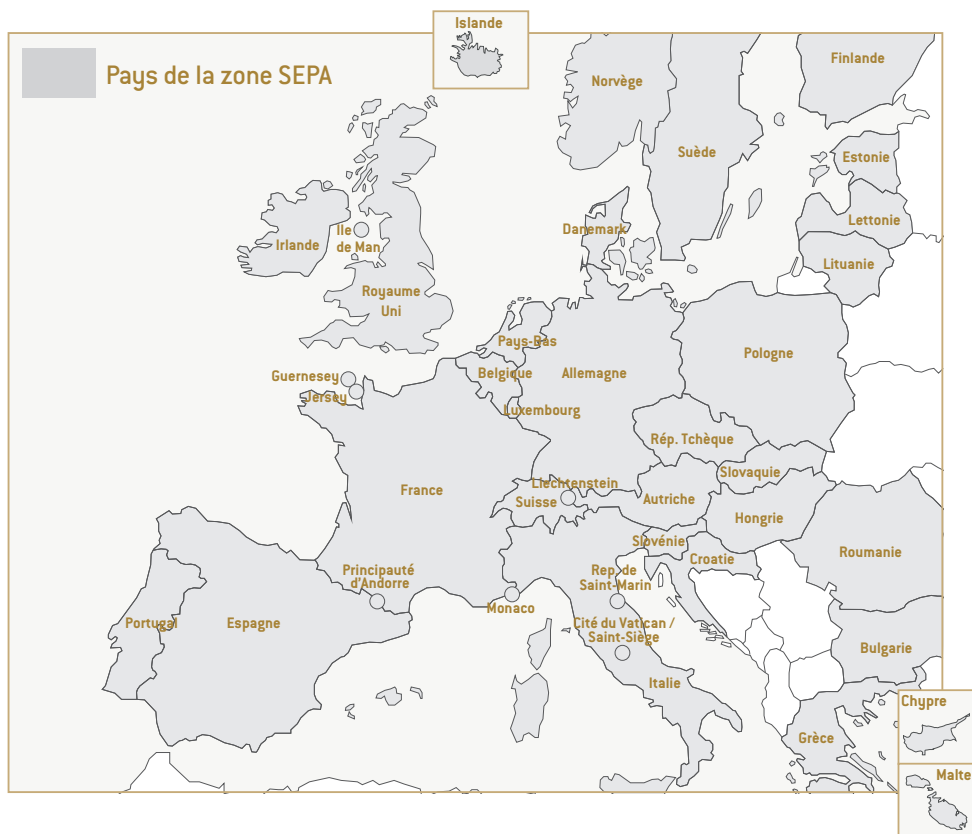 Islande
Pays de la zone SEPA
Finlande
Norvège
Suède
Estonie
Lettonie
Danemark
Ile
de Man
Irlande
Lituanie
Royaume
Uni
Pays-Bas
Pologne
Guernesey
Belgique
Allemagne
Jersey
Luxembourg
Rép. Tchèque
Slovaquie
Liechtenstein
France
Suisse
Autriche
Hongrie
Slovénie
Croatie
Roumanie
Principauté
d'Andorre
Rep. de
Saint-Marin
Monaco
Portugal
Espagne
Cité du Vatican /
Saint-Siège
Bulgarie
Italie
Chypre
Grèce
Malte